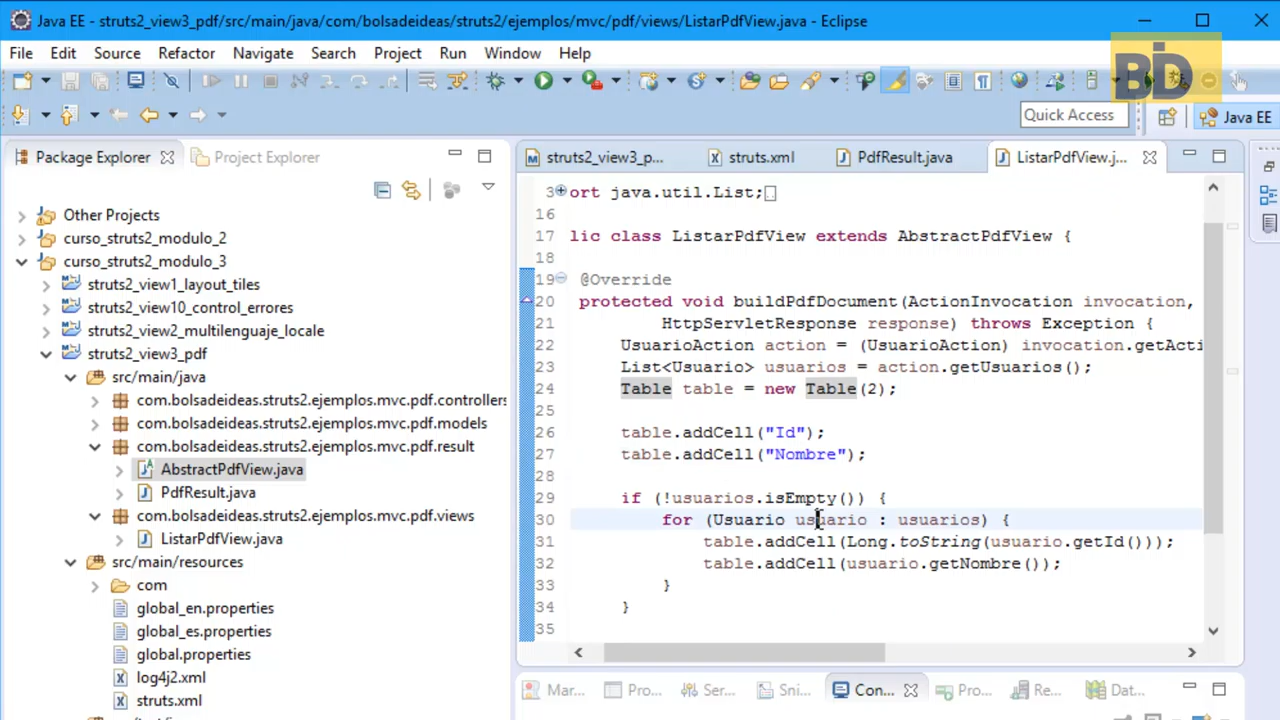 Java EE - struts2_view3_pdf/src/main/java/com/bolsadeideas/struts2/ejemplos/mvc/pdf/views/ListarPdfView.java - Eclipse
File Edit Source Refactor Navigate Search Project Run Window Help
BD
Quick Access
Java EE
Package Explorer
Project Explorer
struts2_view3_p...
struts.xml
PdfResult.java
ListarPdfView.j...
Other Projects
curso_struts2_modulo_2
curso_struts2_modulo_3
struts2_view1_layout_tiles
struts2_view10_control_errores
struts2_view2_multilenguaje_locale
struts2_view3_pdf
src/main/java
com.bolsadeideas.struts2.ejemplos.mvc.pdf.controllers
com.bolsadeideas.struts2.ejemplos.mvc.pdf.models
com.bolsadeideas.struts2.ejemplos.mvc.pdf.result
AbstractPdfView.java
PdfResult.java
com.bolsadeideas.struts2.ejemplos.mvc.pdf.views
ListarPdfView.java
src/main/resources
com
global_en.properties
global_es.properties
global.properties
log4j2.xml
struts.xml
3 ort java.util.List;
16
17 lic class ListarPdfView extends AbstractPdfView {
18
19 @Override
20 protected void buildPdfDocument(ActionInvocation invocation,
21 HttpServletResponse response) throws Exception {
22 UsuarioAction action = (UsuarioAction) invocation.getActi
23 List<Usuario> usuarios = action.getUsuarios();
24 Table table = new Table(2);
25
26 table.addCell("Id");
27 table.addCell("Nombre");
28
29 if (!usuarios.isEmpty()) {
30 for (Usuario usuario : usuarios) {
31 table.addCell(Long.toString(usuario.getId()));
32 table.addCell(usuario.getNombre());
33 }
34 }
35
Mar... Pro... Ser... Sni... Con... Pro... Re... Dat...